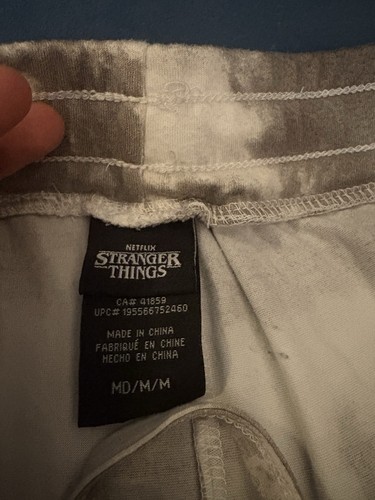 NETFLIX
STRANGER
THINGS
CA# 41859
UPC# 195566752460
MADE IN CHINA
FABRIQUÉ EN CHINE
HECHO EN CHINA
MD/M/M